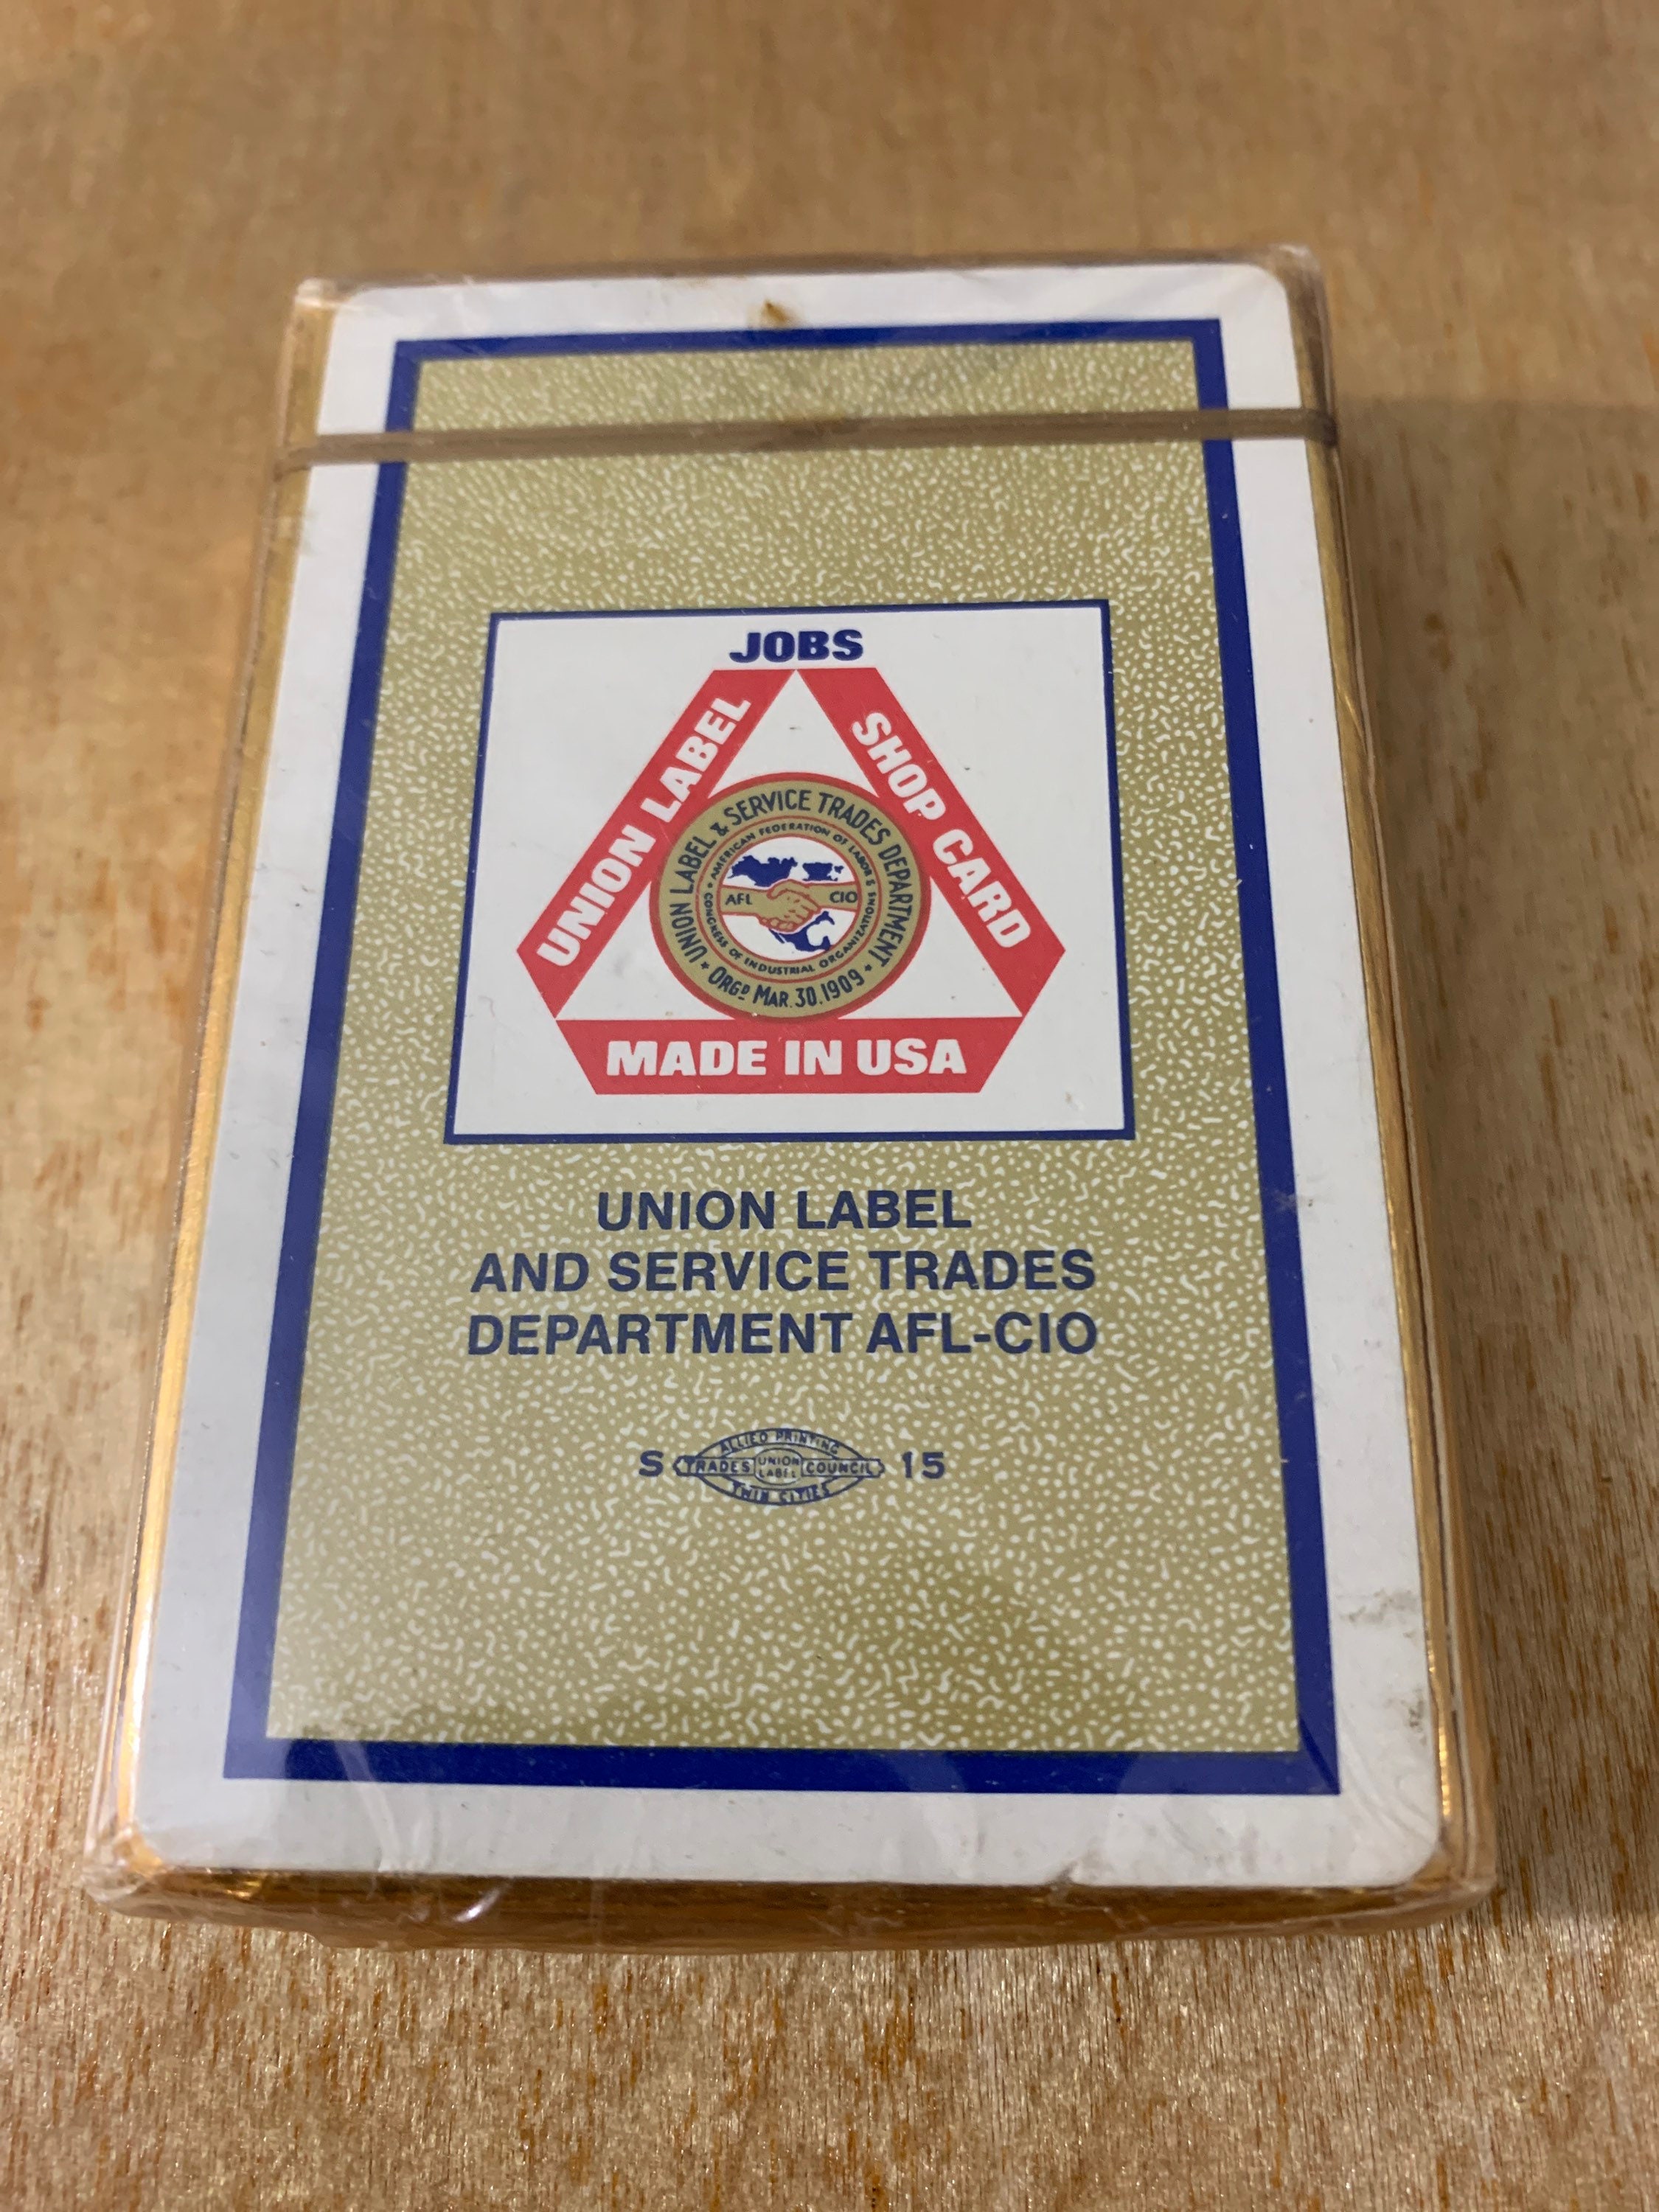 JOBS
UNION LABEL
SHOP CARD
UNION LABEL & SERVICE TRADES DEPARTMENT
AMERICAN FEDERATION OF LABOR &
CONGRESS OF INDUSTRIAL ORGANIZATIONS
AFL CIO
ORGD MAR. 30. 1909
MADE IN USA
UNION LABEL
AND SERVICE TRADES
DEPARTMENT AFL-CIO
ALLIED PRINTING
S TRADES UNION LABEL COUNCIL 15
TWIN CITIES